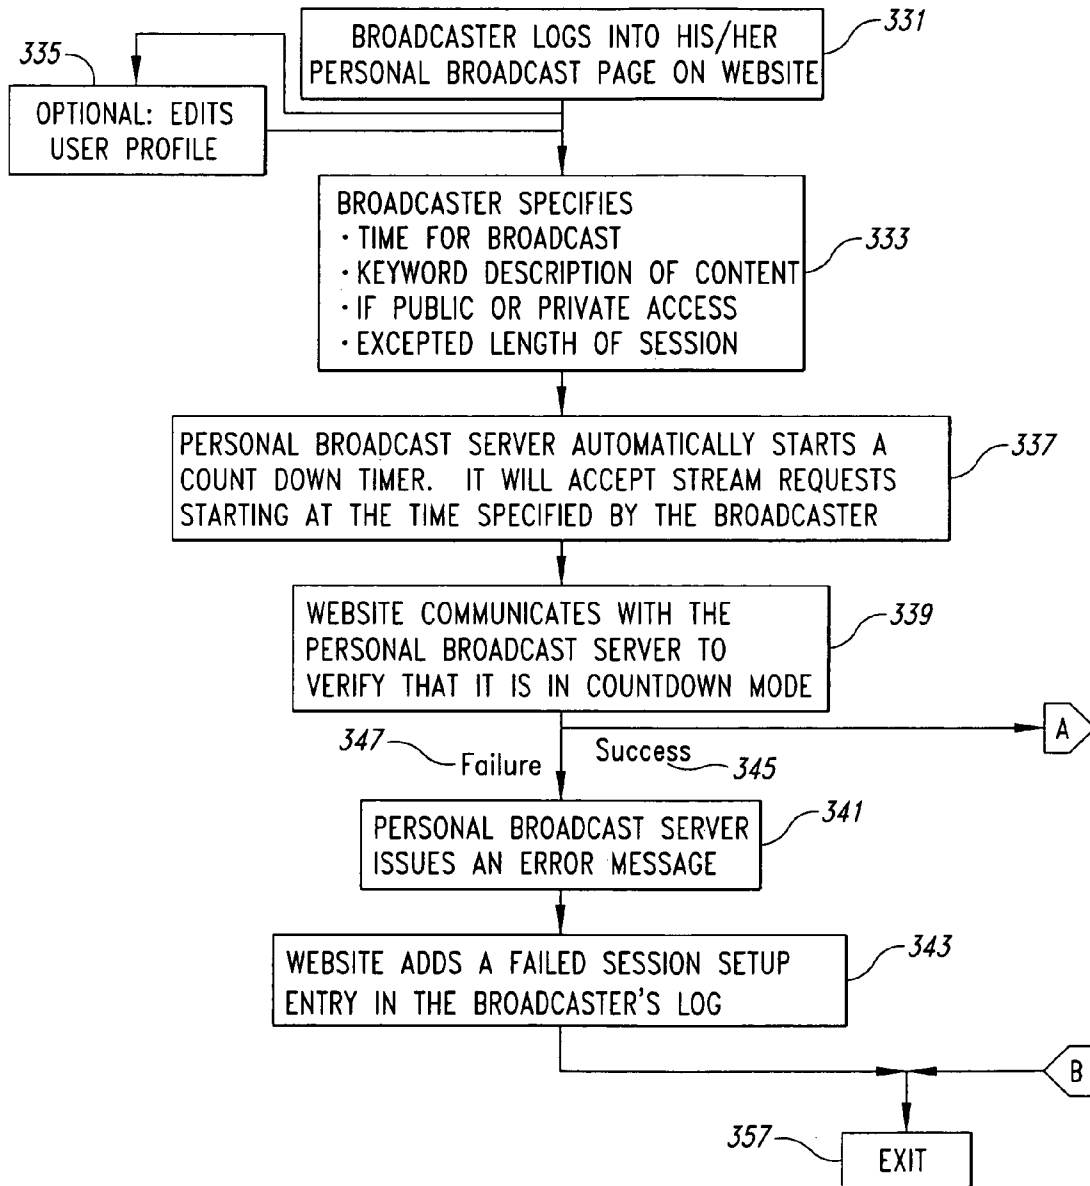 BROADCASTER LOGS INTO HIS/HER
PERSONAL BROADCAST PAGE ON WEBSITE
331
335
OPTIONAL: EDITS
USER PROFILE
BROADCASTER SPECIFIES
· TIME FOR BROADCAST
· KEYWORD DESCRIPTION OF CONTENT
· IF PUBLIC OR PRIVATE ACCESS
· EXCEPTED LENGTH OF SESSION
333
PERSONAL BROADCAST SERVER AUTOMATICALLY STARTS A
COUNT DOWN TIMER. IT WILL ACCEPT STREAM REQUESTS
STARTING AT THE TIME SPECIFIED BY THE BROADCASTER
337
WEBSITE COMMUNICATES WITH THE
PERSONAL BROADCAST SERVER TO
VERIFY THAT IT IS IN COUNTDOWN MODE
339
A
347
Failure
Success
345
PERSONAL BROADCAST SERVER
ISSUES AN ERROR MESSAGE
341
WEBSITE ADDS A FAILED SESSION SETUP
ENTRY IN THE BROADCASTER'S LOG
343
B
357
EXIT